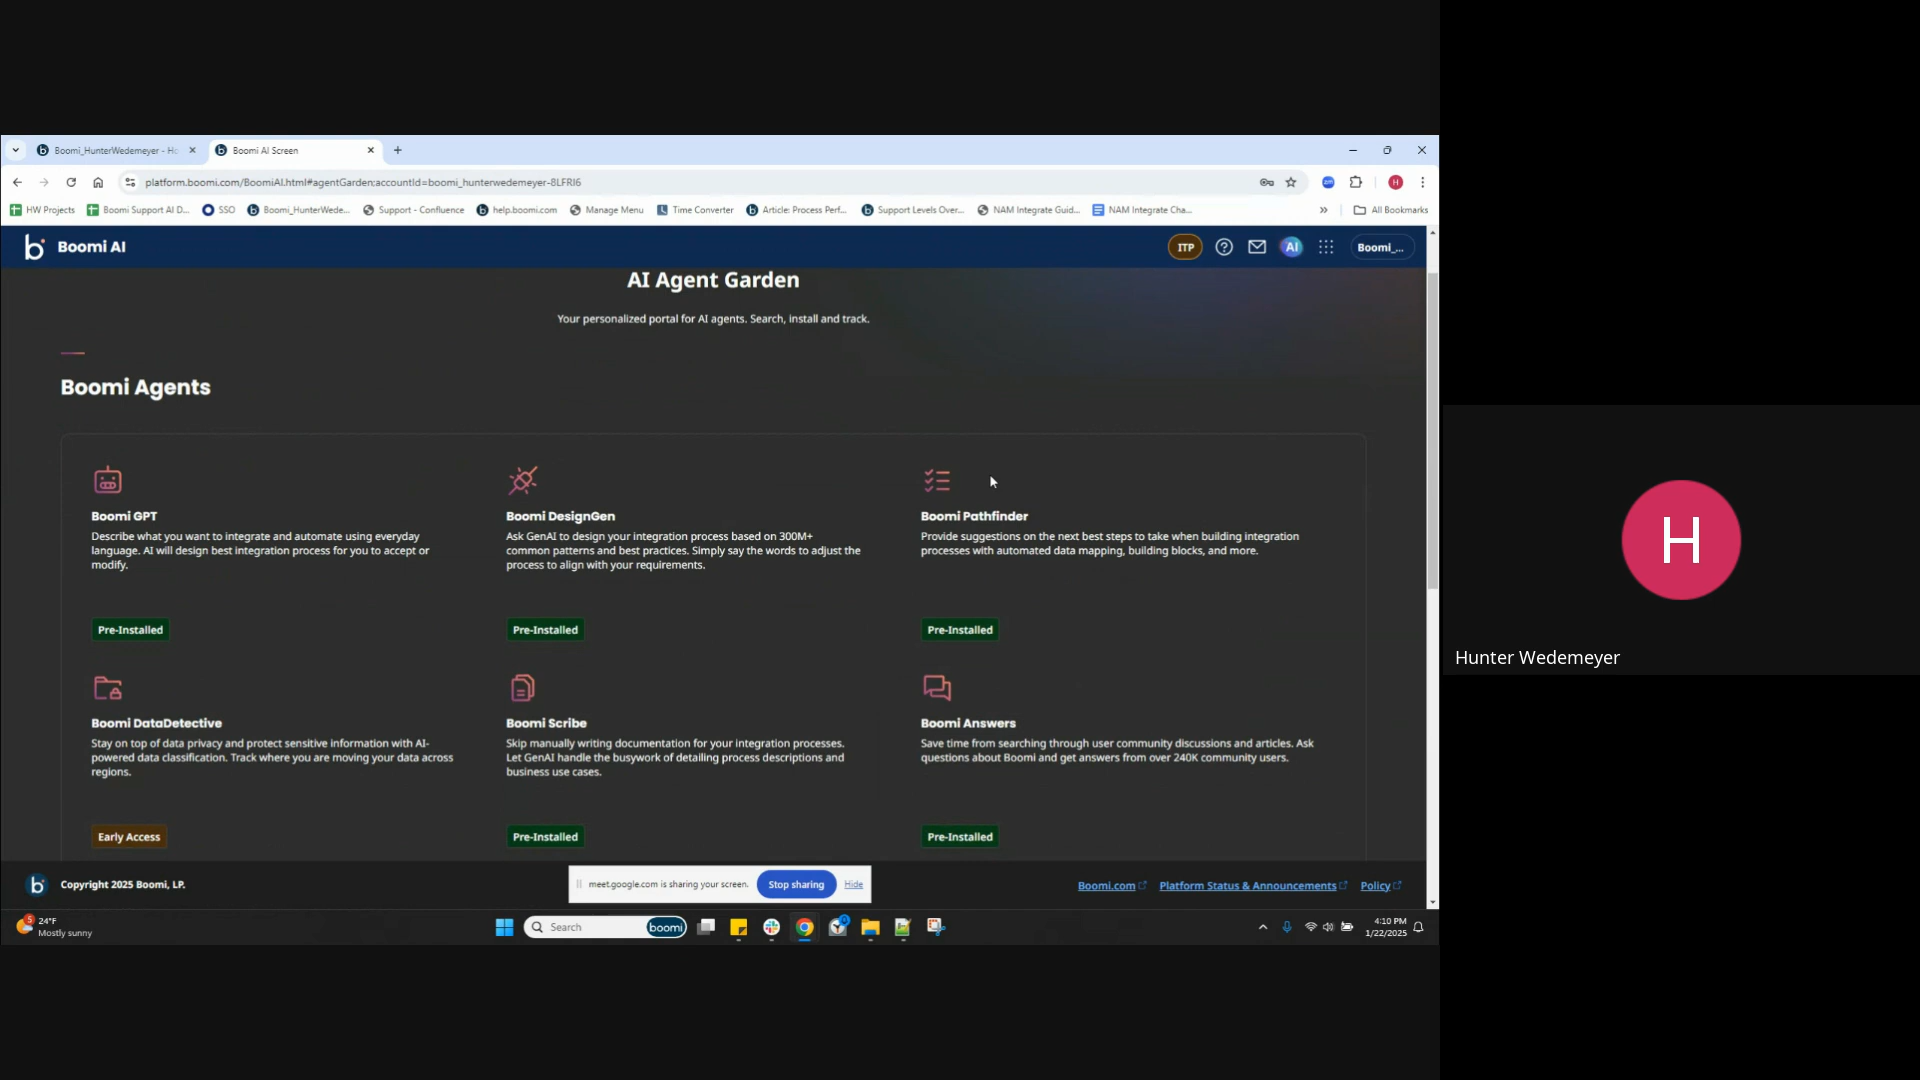 Boomi_HunterWedemeyer - Ho
Boomi AI Screen
platform.boomi.com/BoomiAI.html#agentGarden;accountId=boomi_hunterwedemeyer-8LFRI6
HW Projects
Boomi Support AI D...
SSO
Boomi_HunterWede...
Support - Confluence
help.boomi.com
Manage Menu
Time Converter
Article: Process Perf...
Support Levels Over...
NAM Integrate Guid...
NAM Integrate Cha...
All Bookmarks
Boomi AI
ITP
AI
Boomi_...
AI Agent Garden
Your personalized portal for AI agents. Search, install and track.
Boomi Agents
Boomi GPT
Describe what you want to integrate and automate using everyday
language. AI will design best integration process for you to accept or
modify.
Pre-Installed
Boomi DesignGen
Ask GenAI to design your integration process based on 300M+
common patterns and best practices. Simply say the words to adjust the
process to align with your requirements.
Pre-Installed
Boomi Pathfinder
Provide suggestions on the next best steps to take when building integration
processes with automated data mapping, building blocks, and more.
Pre-Installed
Boomi DataDetective
Stay on top of data privacy and protect sensitive information with AI-
powered data classification. Track where you are moving your data across
regions.
Early Access
Boomi Scribe
Skip manually writing documentation for your integration processes.
Let GenAI handle the busywork of detailing process descriptions and
business use cases.
Pre-Installed
Boomi Answers
Save time from searching through user community discussions and articles. Ask
questions about Boomi and get answers from over 240K community users.
Pre-Installed
H
Hunter Wedemeyer
Copyright 2025 Boomi, LP.
meet.google.com is sharing your screen.
Stop sharing
Hide
Boomi.com
Platform Status & Announcements
Policy
5
24°F
Mostly sunny
Search
boomi
4:10 PM
1/22/2025